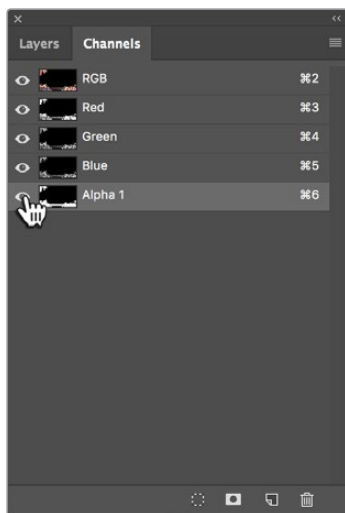 Layers Channels
RGB ⌘2
Red ⌘3
Green ⌘4
Blue ⌘5
Alpha 1 ⌘6